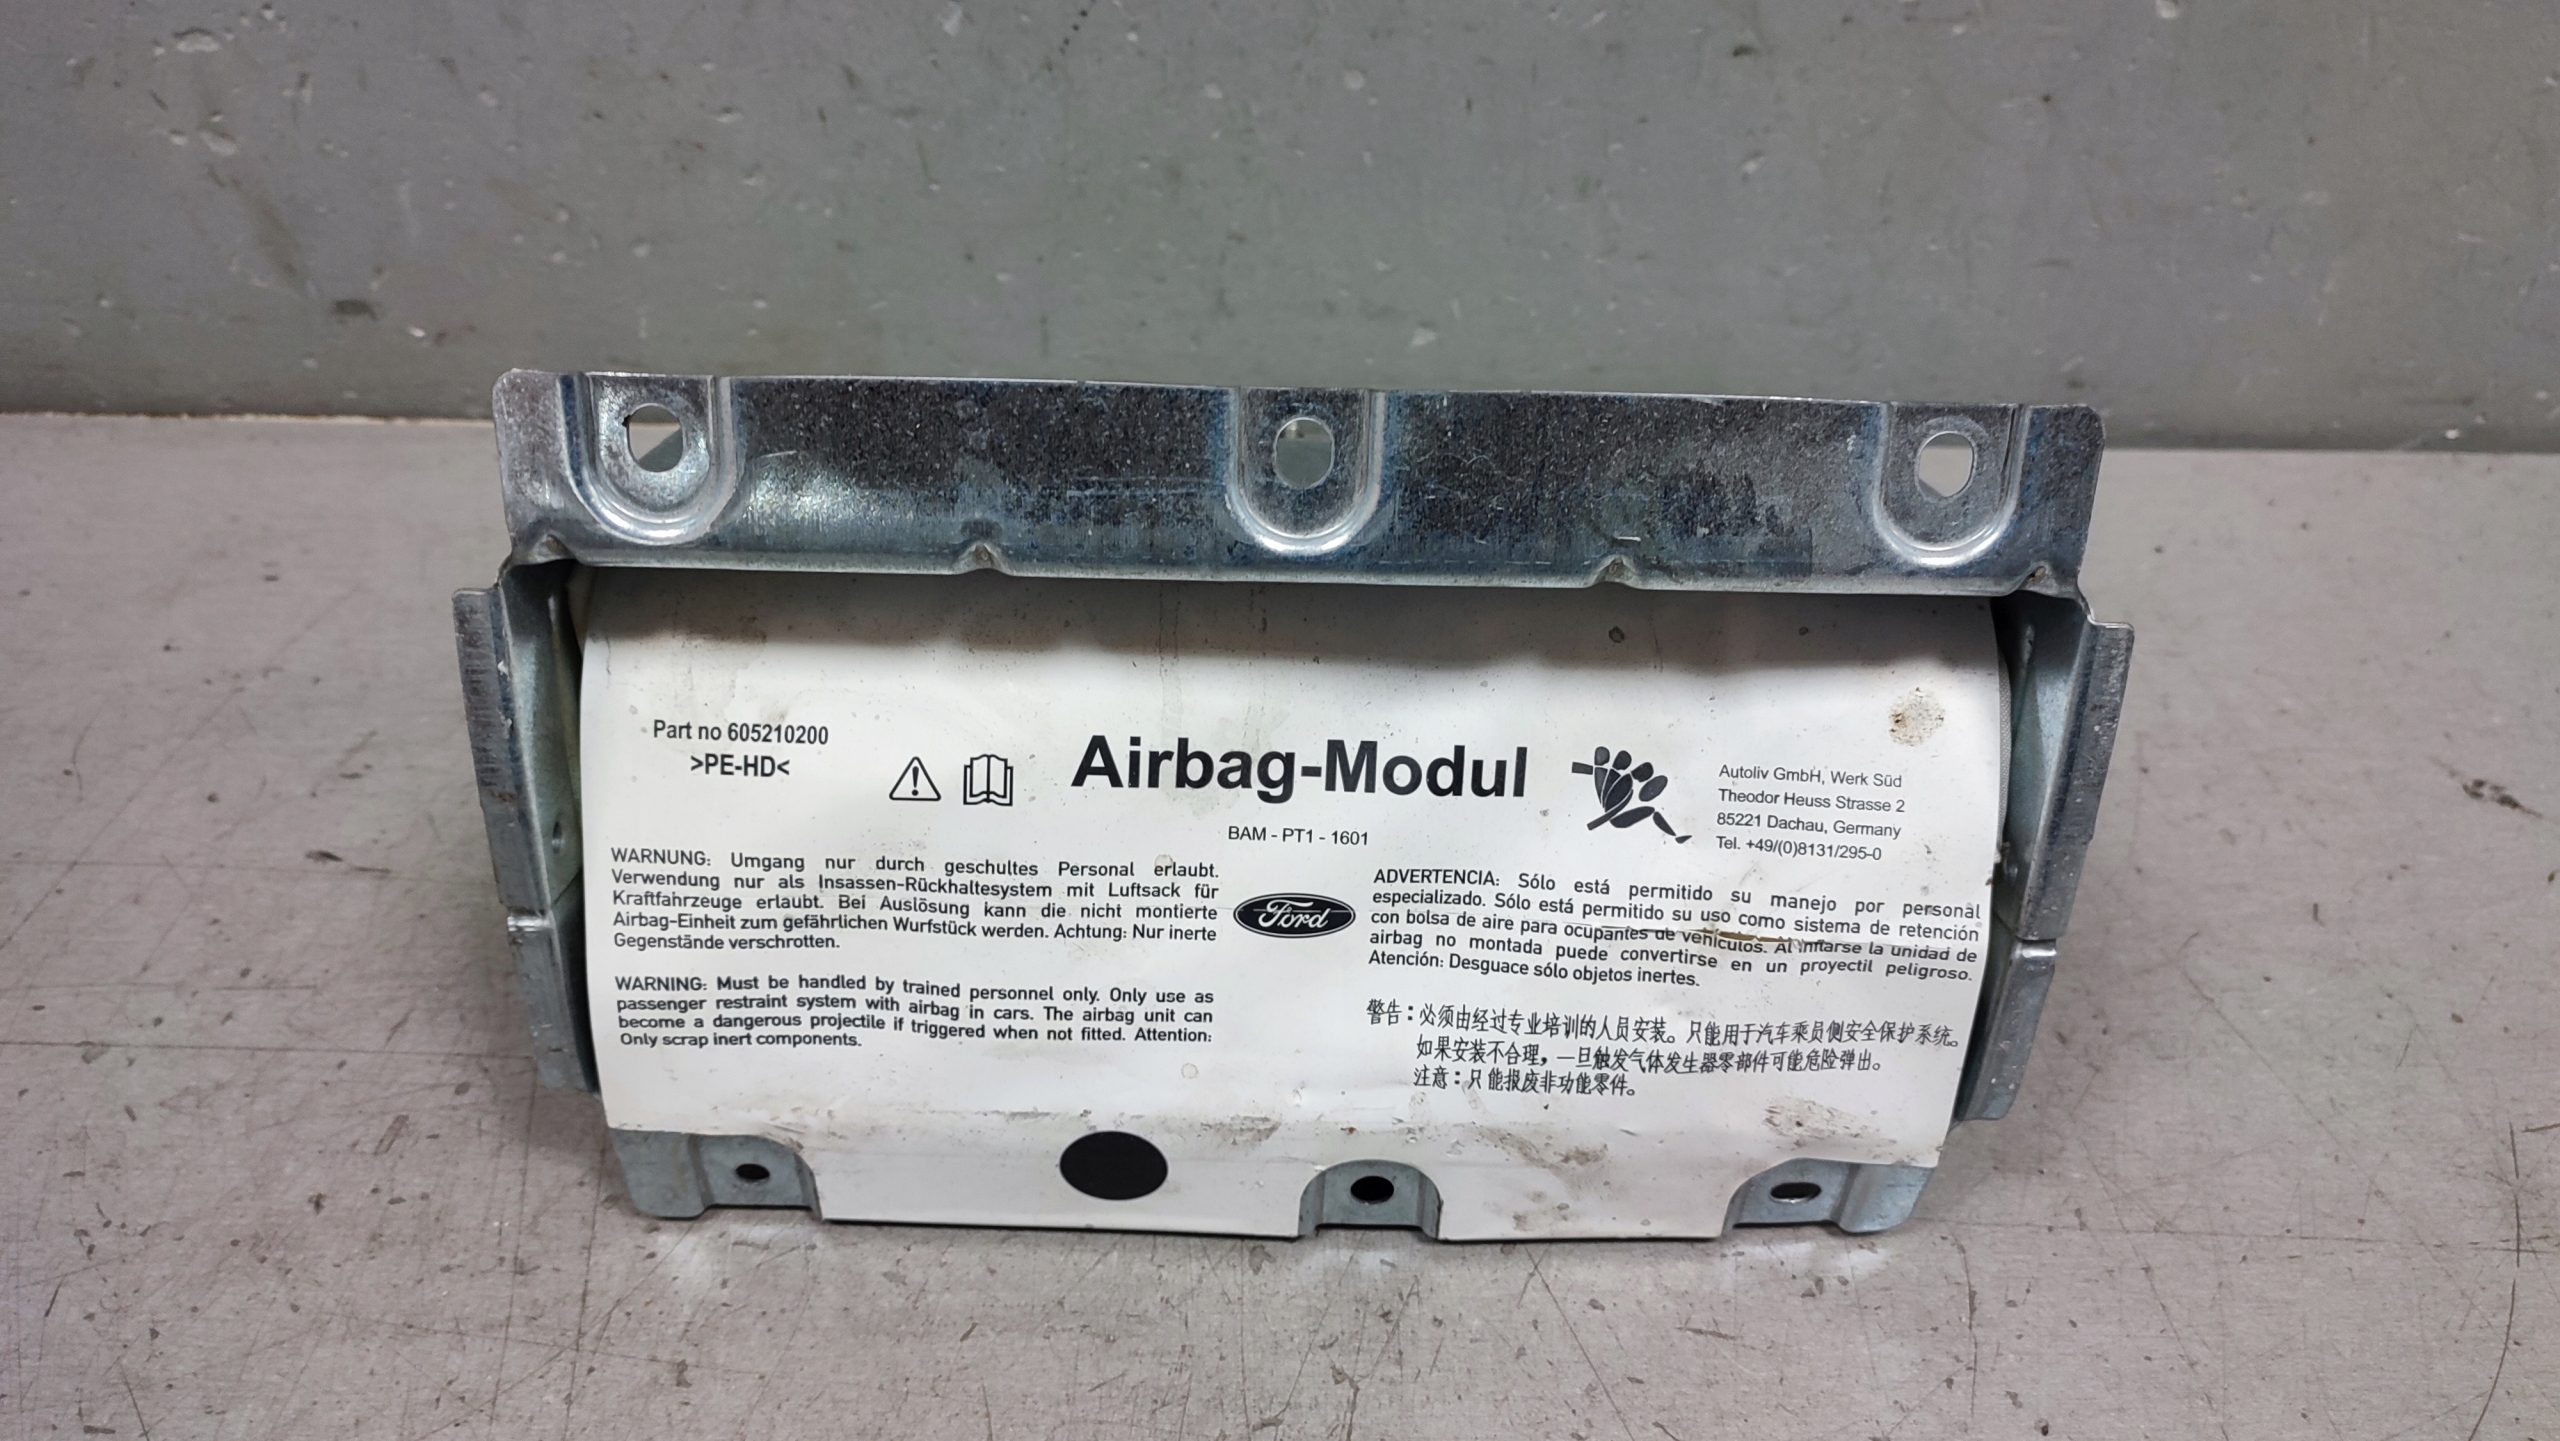 Part no 605210200
>PE-HD<
Airbag-Modul
BAM - PT1 - 1601
Autoliv GmbH, Werk Süd
Theodor Heuss Strasse 2
85221 Dachau, Germany
Tel. +49/(0)8131/295-0
WARNUNG: Umgang nur durch geschultes Personal erlaubt.
Verwendung nur als Insassen-Rückhaltesystem mit Luftsack für
Kraftfahrzeuge erlaubt. Bei Auslösung kann die nicht montierte
Airbag-Einheit zum gefährlichen Wurfstück werden. Achtung: Nur inerte
Gegenstände verschrotten.
WARNING: Must be handled by trained personnel only. Only use as
passenger restraint system with airbag in cars. The airbag unit can
become a dangerous projectile if triggered when not fitted. Attention:
Only scrap inert components.
Ford
ADVERTENCIA: Sólo está permitido su manejo por personal
especializado. Sólo está permitido su uso como sistema de retención
con bolsa de aire para ocupantes de vehículos. Al inflarse la unidad de
airbag no montada puede convertirse en un proyectil peligroso.
Atención: Desguace sólo objetos inertes.
警告：必须由经过专业培训的人员安装。只能用于汽车乘员侧安全保护系统。
如果安装不合理，一旦触发气体发生器零部件可能危险弹出。
注意：只能报废非功能零件。